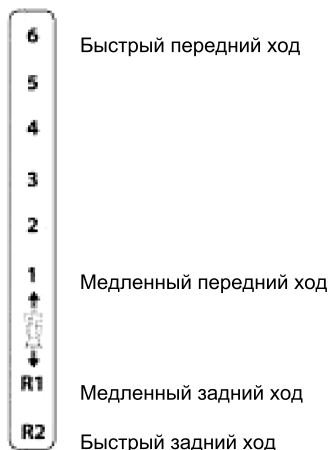 6 Быстрый передний ход
5
4
3
2
1 Медленный передний ход
R1 Медленный задний ход
R2 Быстрый задний ход